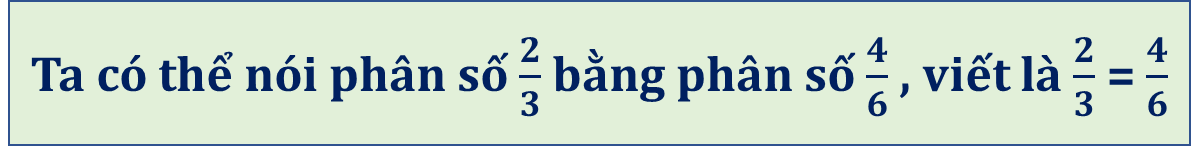 Ta có thể nói phân số 2/3 bằng phân số 4/6 , viết là 2/3 = 4/6